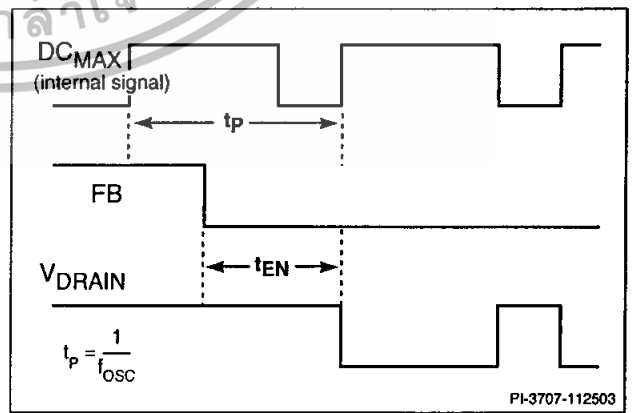 DCMAX
(internal signal)
tP
FB
tEN
VDRAIN
tP = 1/fOSC
PI-3707-112503